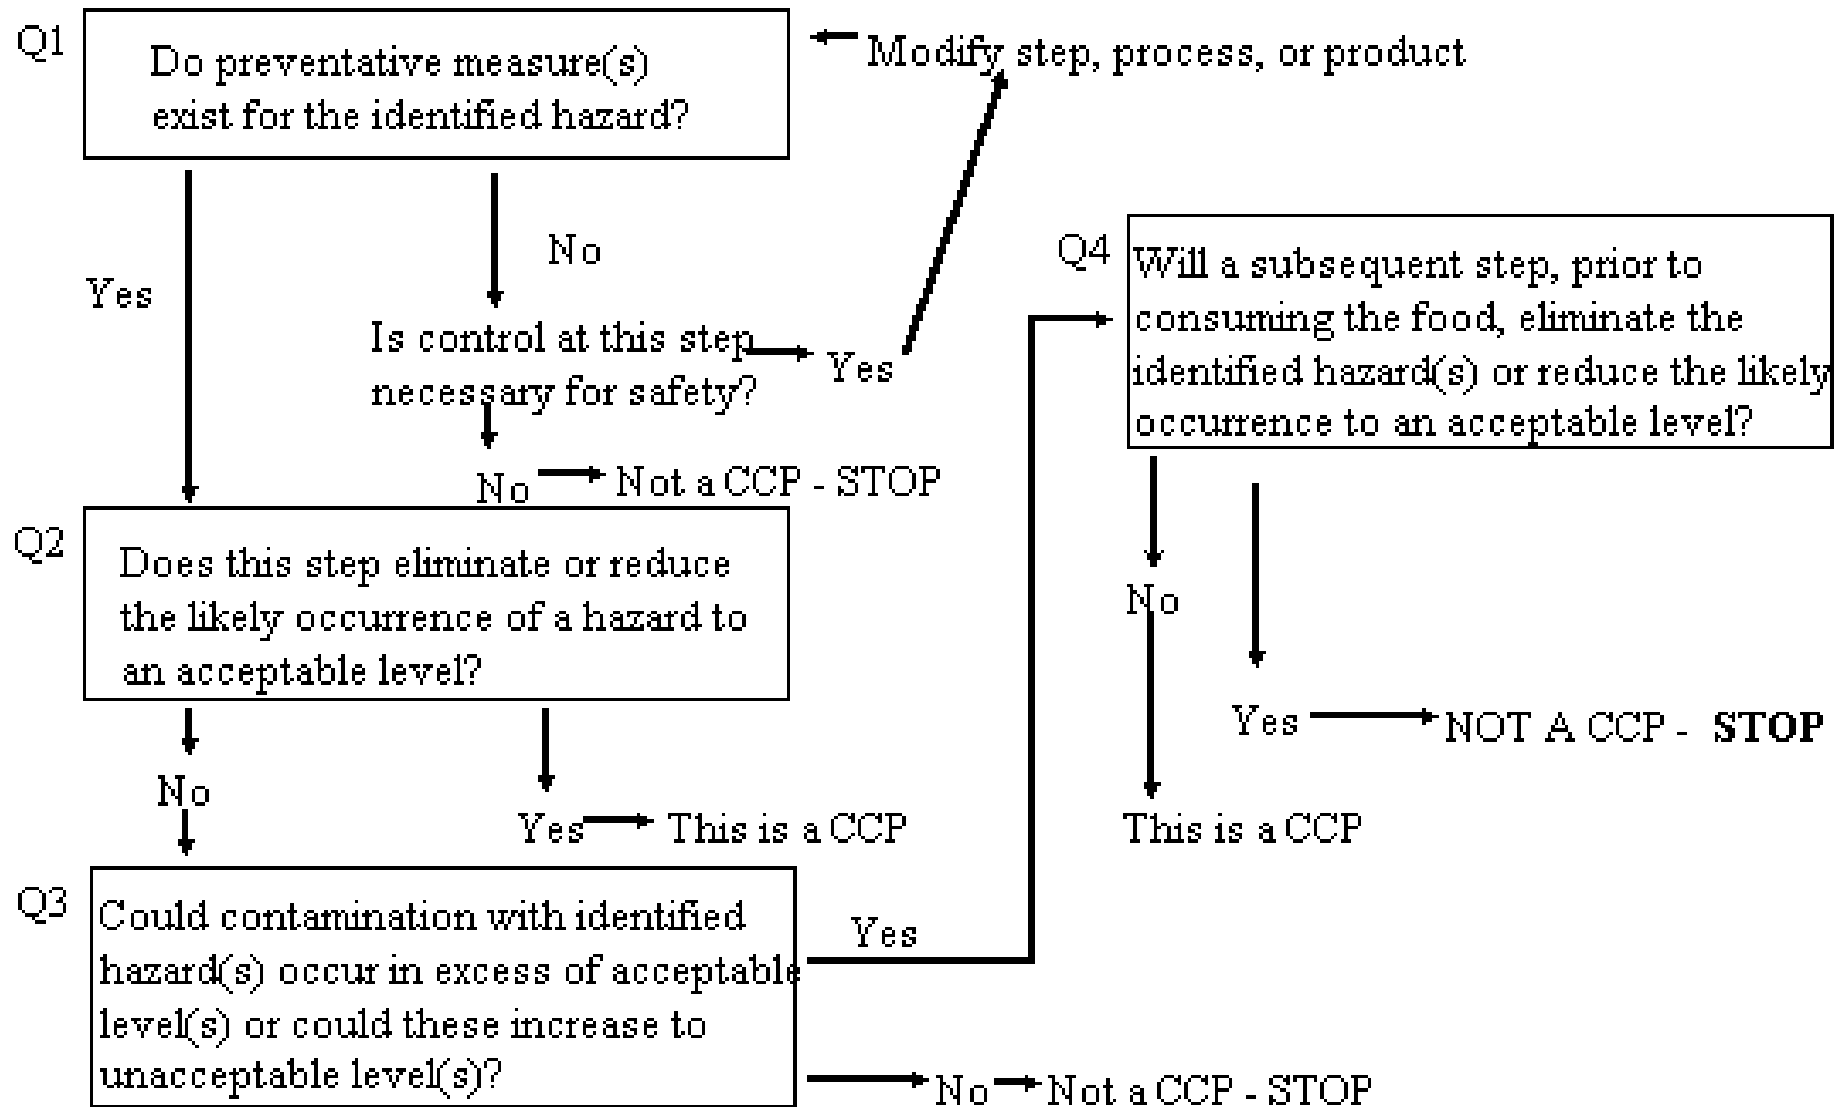 Q1
Do preventative measure(s)
exist for the identified hazard?
Modify step, process, or product
Yes
No
Is control at this step
necessary for safety?
Yes
No
Not a CCP - STOP
Q2
Does this step eliminate or reduce
the likely occurrence of a hazard to
an acceptable level?
No
Yes
This is a CCP
Q3
Could contamination with identified
hazard(s) occur in excess of acceptable
level(s) or could these increase to
unacceptable level(s)?
Yes
No
Not a CCP - STOP
Q4
Will a subsequent step, prior to
consuming the food, eliminate the
identified hazard(s) or reduce the likely
occurrence to an acceptable level?
No
This is a CCP
Yes
NOT A CCP - STOP